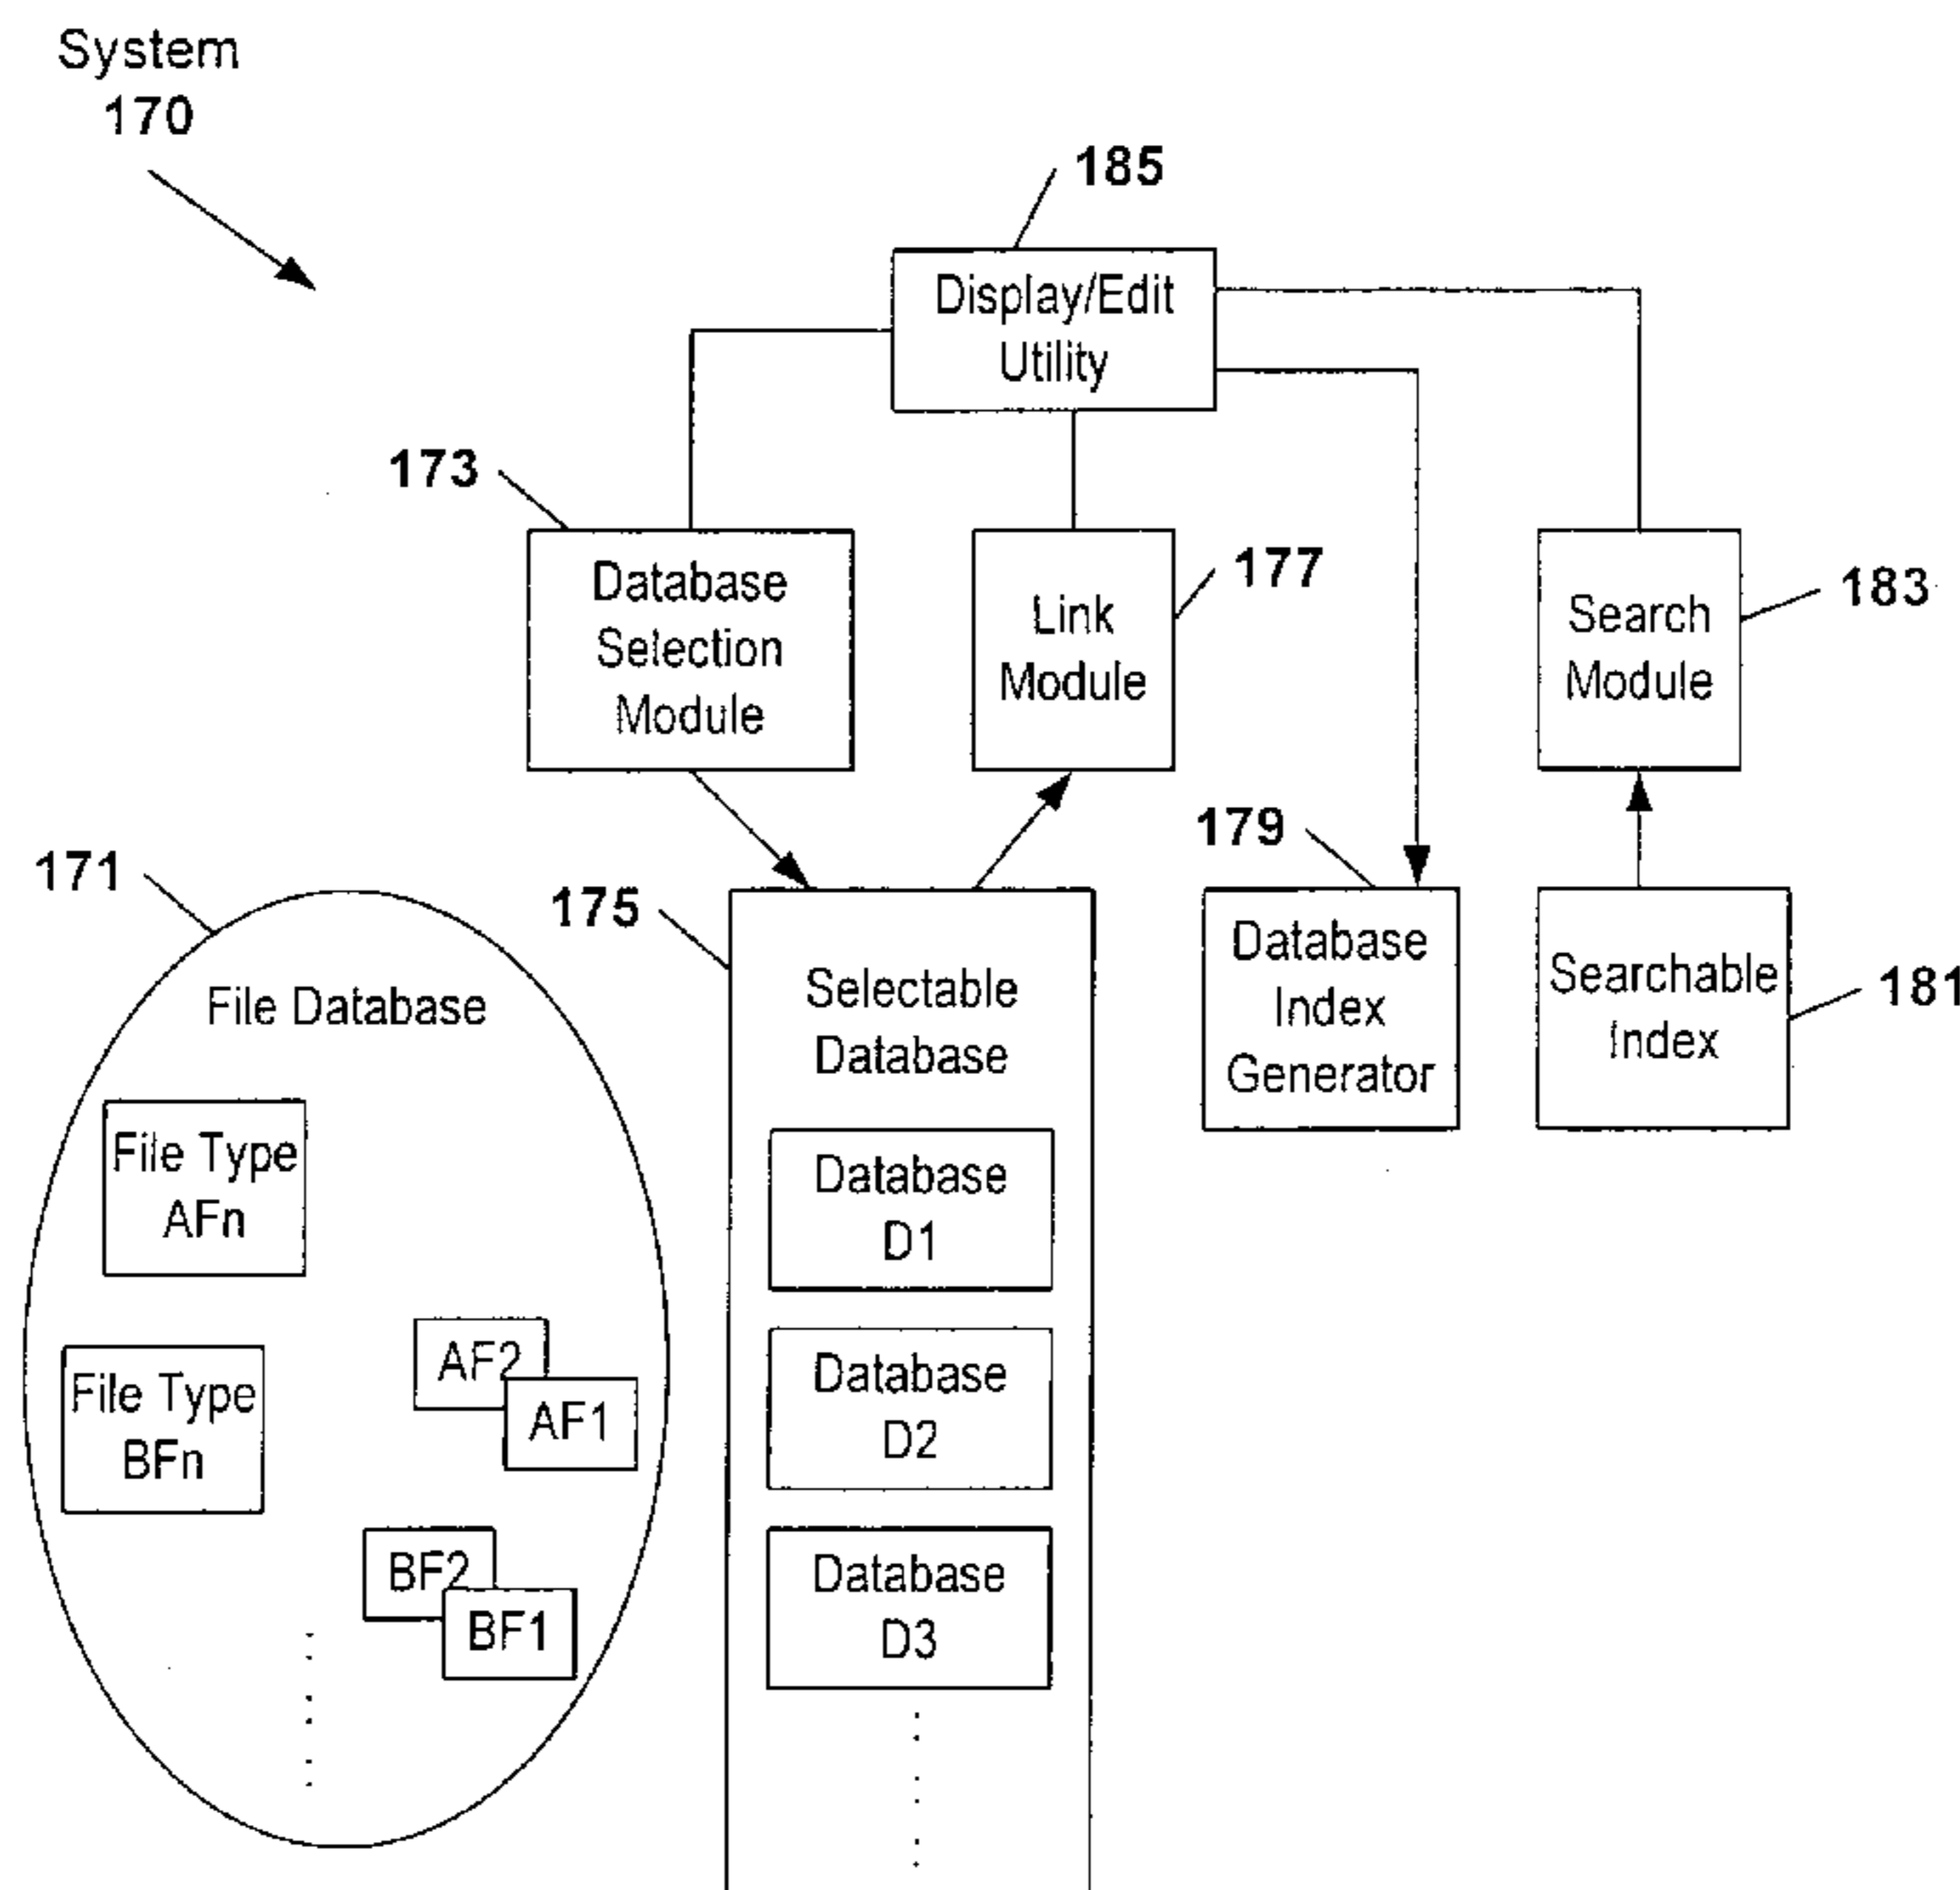 System
170
185
Display/Edit
Utility
173
Database
Selection
Module
Link
Module
177
Search
Module
183
179
Database
Index
Generator
Searchable
Index
181
171
File Database
File Type
AFn
File Type
BFn
AF2
AF1
BF2
BF1
175
Selectable
Database
Database
D1
Database
D2
Database
D3